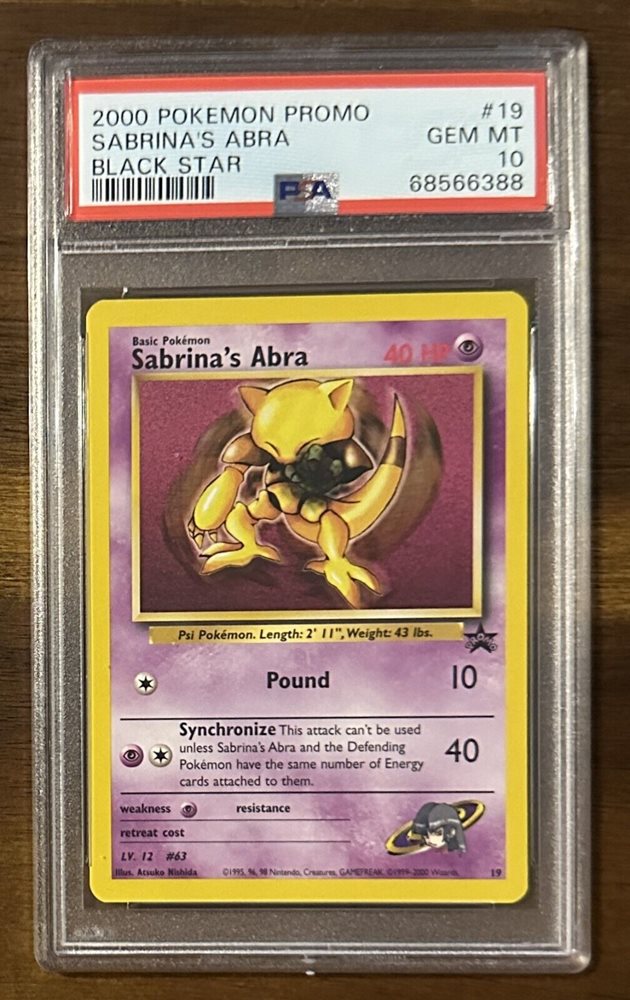 2000 POKEMON PROMO #19
SABRINA'S ABRA GEM MT
BLACK STAR 10
PSA 68566388
Basic Pokémon
Sabrina's Abra 40 HP
Psi Pokémon. Length: 2' 11", Weight: 43 lbs.
PROMO
Pound 10
Synchronize This attack can't be used
unless Sabrina's Abra and the Defending
Pokémon have the same number of Energy
cards attached to them.
40
weakness resistance
retreat cost
LV. 12 #63
Illus. Atsuko Nishida ©1995, 96, 98 Nintendo, Creatures, GAMEFREAK. ©1999-2000 Wizards. 19